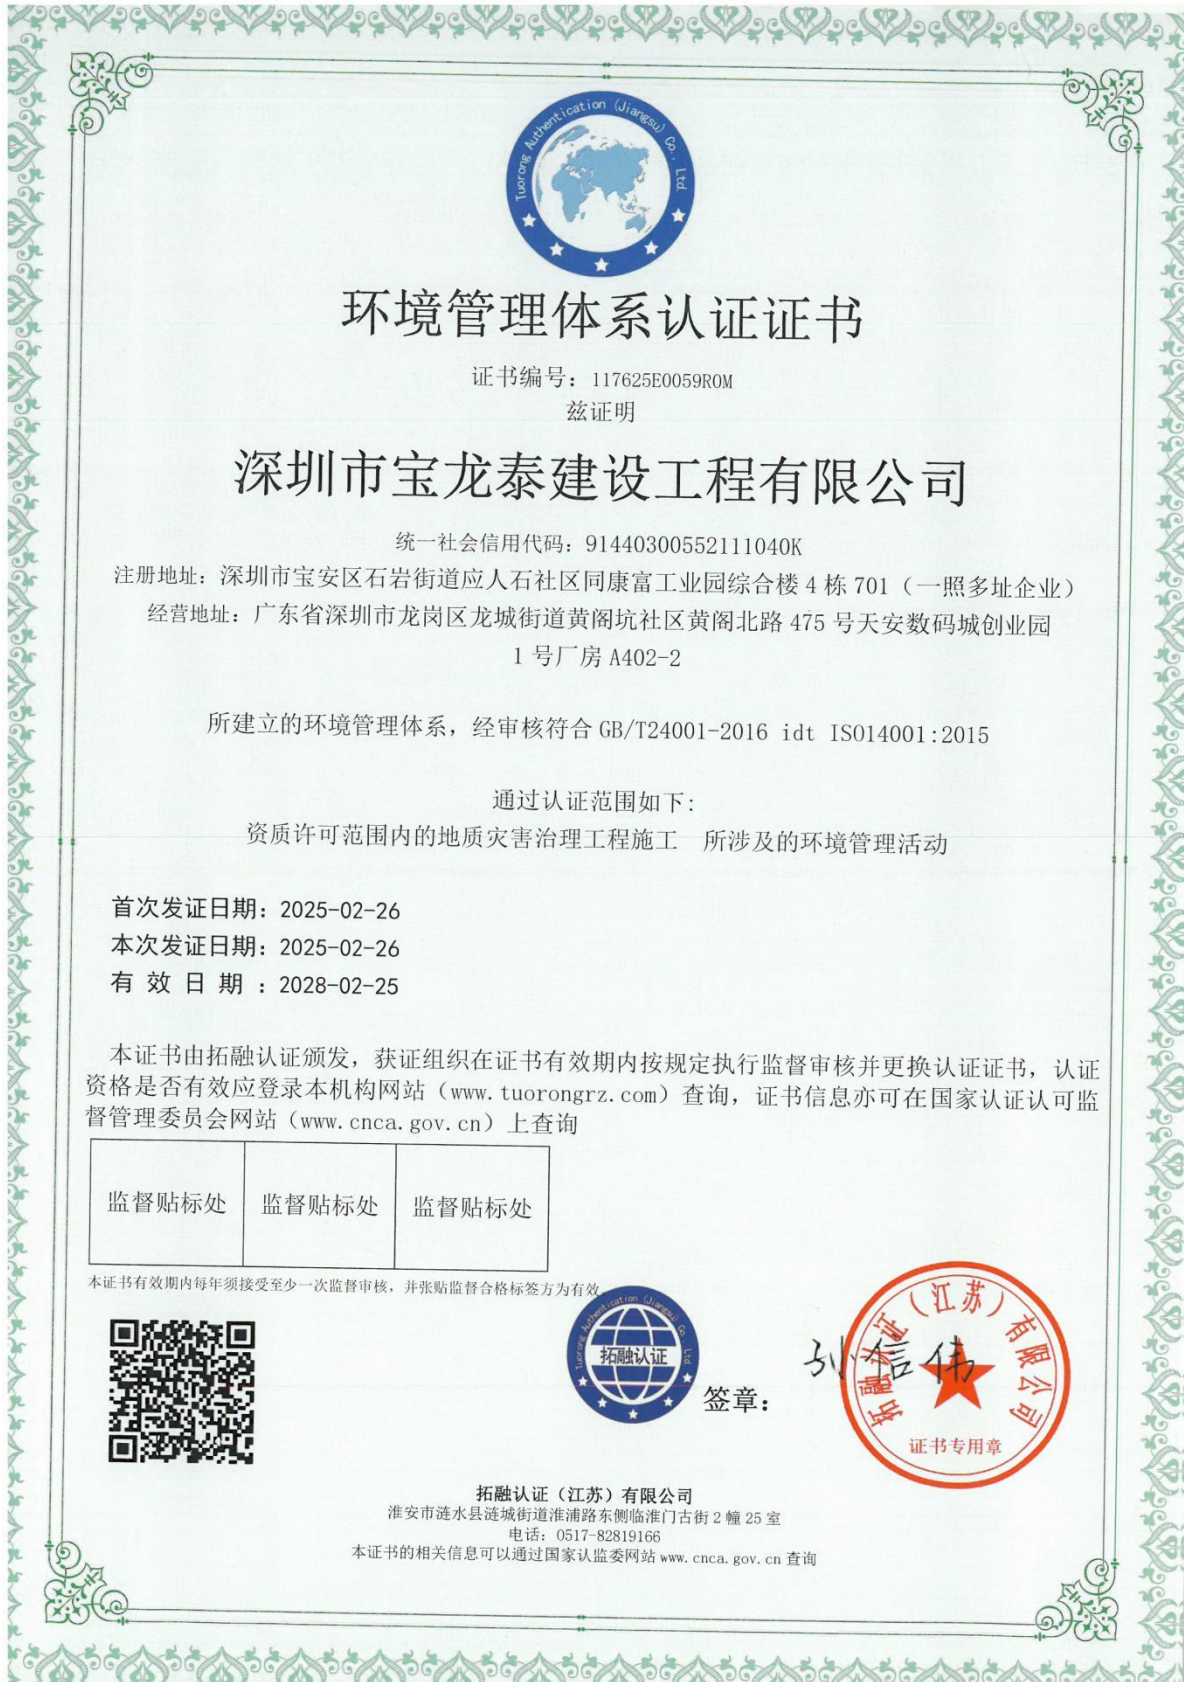 Tuorong Authentication (Jiangsu) Co., Ltd.
环境管理体系认证证书
证书编号：117625E0059R0M
兹证明
深圳市宝龙泰建设工程有限公司
统一社会信用代码：91440300552111040K
注册地址：深圳市宝安区石岩街道应人石社区同康富工业园综合楼 4 栋 701（一照多址企业）
经营地址：广东省深圳市龙岗区龙城街道黄阁坑社区黄阁北路 475 号天安数码城创业园
1 号厂房 A402-2
所建立的环境管理体系，经审核符合 GB/T24001-2016 idt ISO14001:2015
通过认证范围如下：
资质许可范围内的地质灾害治理工程施工 所涉及的环境管理活动
首次发证日期：2025-02-26
本次发证日期：2025-02-26
有 效 日 期 ：2028-02-25
本证书由拓融认证颁发，获证组织在证书有效期内按规定执行监督审核并更换认证证书，认证
资格是否有效应登录本机构网站（www.tuorongrz.com）查询，证书信息亦可在国家认证认可监
督管理委员会网站（www.cnca.gov.cn）上查询
监督贴标处 监督贴标处 监督贴标处
本证书有效期内每年须接受至少一次监督审核，并张贴监督合格标签方为有效
Tuorong Authentication (Jiangsu) Co., Ltd
拓融认证
签章：
孙信伟
拓融认证（江苏）有限公司
证书专用章
拓融认证（江苏）有限公司
淮安市涟水县涟城街道淮浦路东侧临淮门古街 2 幢 25 室
电话：0517-82819166
本证书的相关信息可以通过国家认监委网站 www.cnca.gov.cn 查询